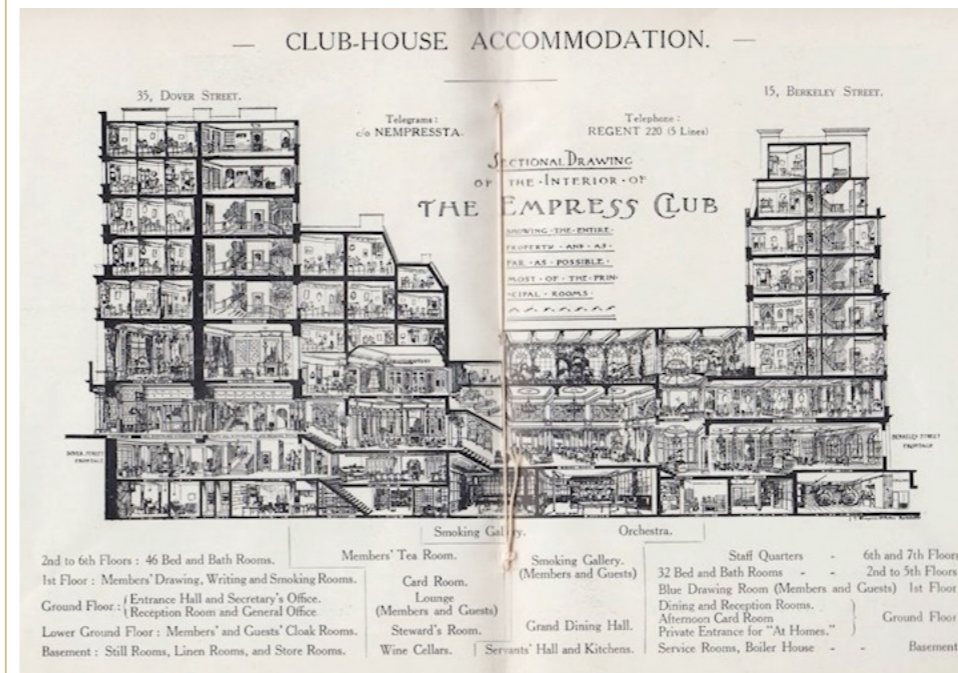 — CLUB-HOUSE ACCOMMODATION. —
35, DOVER STREET.
15, BERKELEY STREET.
Telegrams :
c/o NEMPRESSTA.
Telephone :
REGENT 220 (5 Lines)
SECTIONAL DRAWING
OF · THE · INTERIOR · OF
THE EMPRESS CLUB
SHOWING · THE · ENTIRE ·
PROPERTY · AND · AS ·
FAR · AS · POSSIBLE ·
MOST · OF · THE · PRIN-
CIPAL · ROOMS ·
DOVER STREET
FRONTAGE
BERKELEY STREET
FRONTAGE
2nd to 6th Floors : 46 Bed and Bath Rooms.
1st Floor : Members' Drawing, Writing and Smoking Rooms.
Ground Floor : { Entrance Hall and Secretary's Office.
Reception Room and General Office
Lower Ground Floor : Members' and Guests' Cloak Rooms.
Basement : Still Rooms, Linen Rooms, and Store Rooms.
Smoking Gallery.
Members' Tea Room.
Card Room.
Lounge
(Members and Guests)
Steward's Room.
Wine Cellars.
Orchestra.
Smoking Gallery.
(Members and Guests)
Grand Dining Hall.
Servants' Hall and Kitchens.
Staff Quarters - 6th and 7th Floors
32 Bed and Bath Rooms - - 2nd to 5th Floors
Blue Drawing Room (Members and Guests) 1st Floor
Dining and Reception Rooms.
Afternoon Card Room
Private Entrance for "At Homes." } Ground Floor
Service Rooms, Boiler House - - Basement